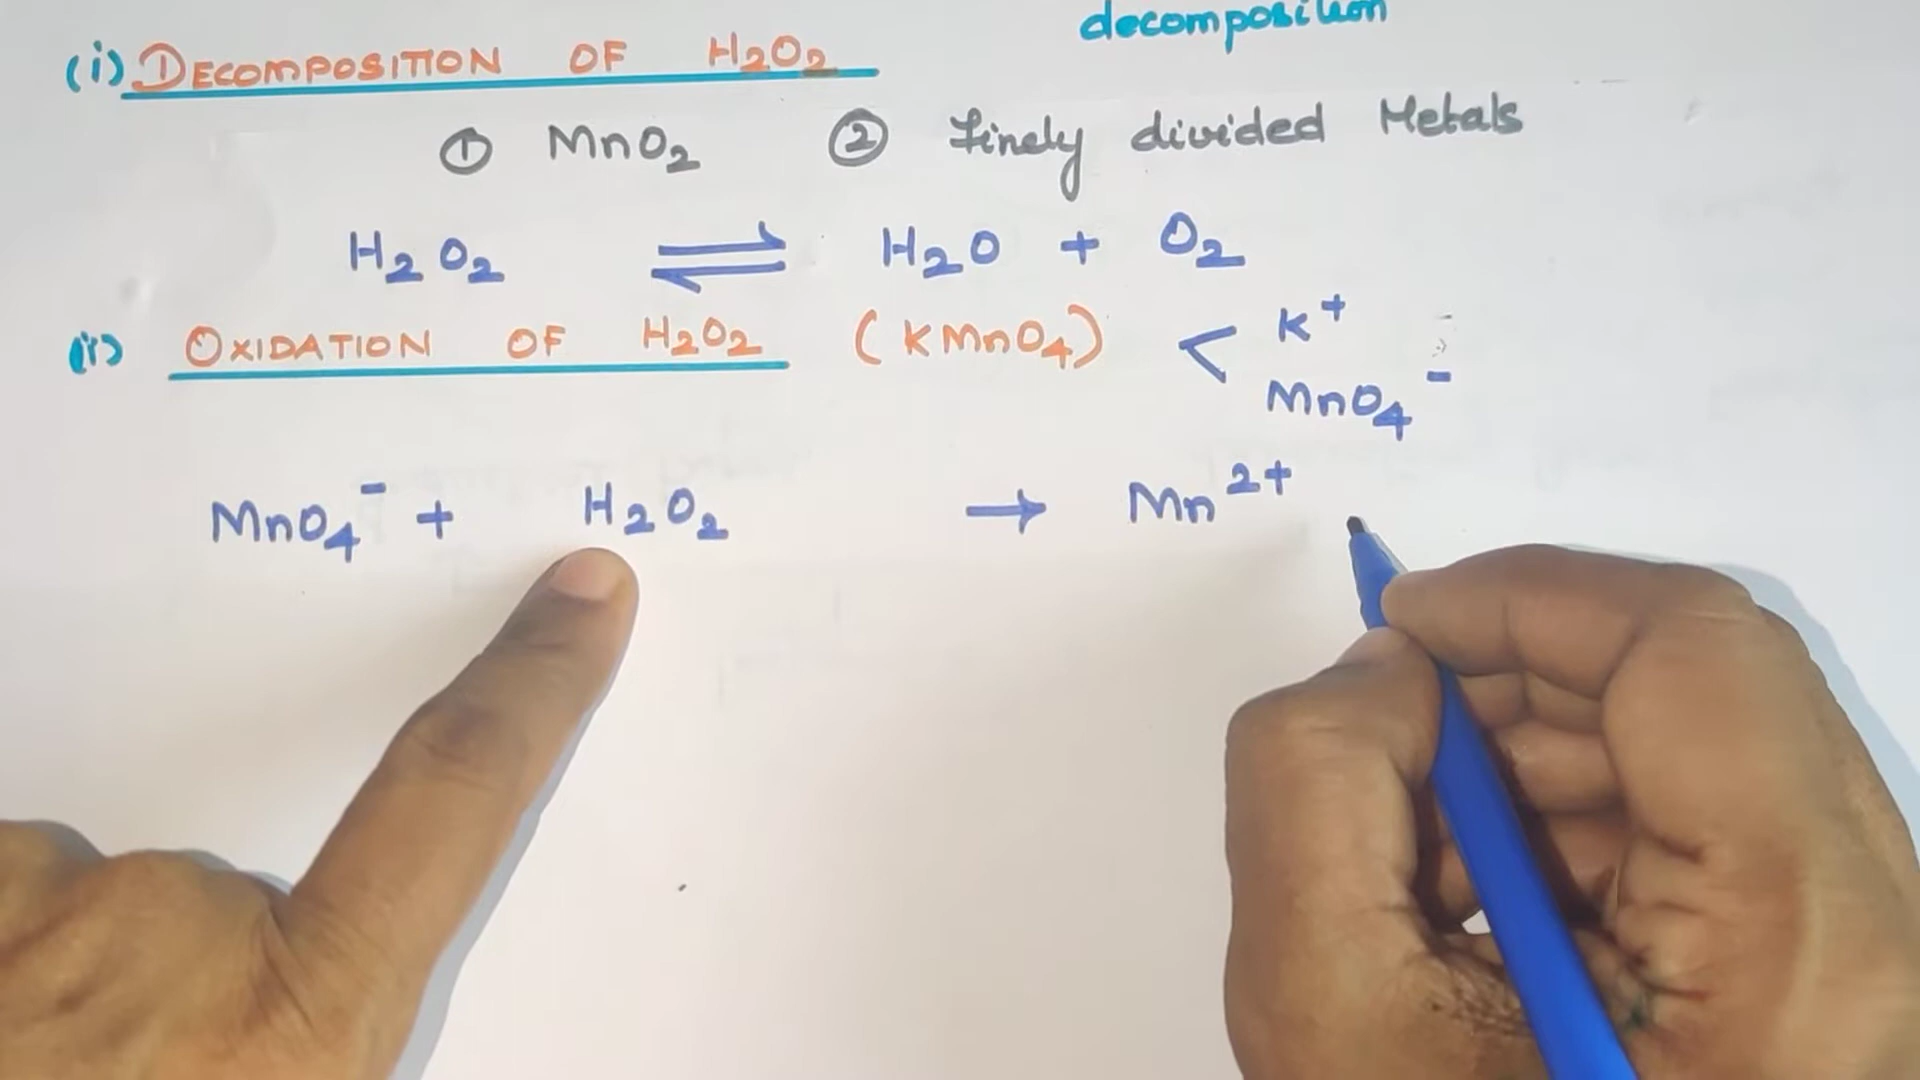 decomposition
(i) DECOMPOSITION OF H2O2
① MnO2 ② Finely divided Metals
H2O2 ⇌ H2O + O2
(ii) OXIDATION OF H2O2 (KMnO4) < K+
MnO4-
MnO4- + H2O2 → Mn2+